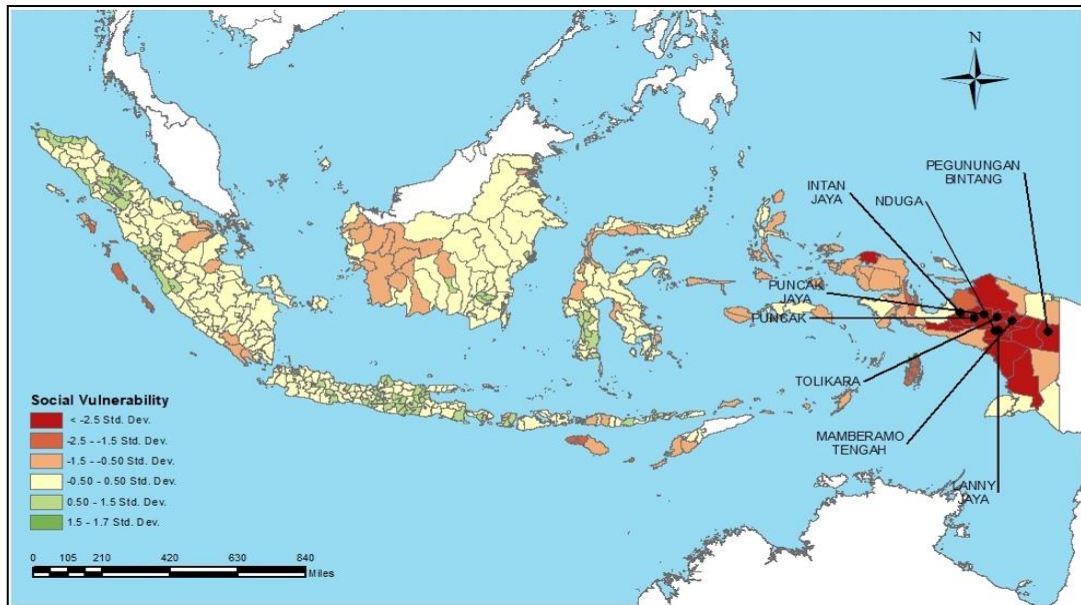 N
PEGUNUNGAN
BINTANG
INTAN
JAYA
NDUGA
PUNCAK
JAYA
PUNCAK
TOLIKARA
MAMBERAMO
TENGAH
LANNY
JAYA
Social Vulnerability
< -2.5 Std. Dev.
-2.5 - -1.5 Std. Dev.
-1.5 - -0.50 Std. Dev.
-0.50 - 0.50 Std. Dev.
0.50 - 1.5 Std. Dev.
1.5 - 1.7 Std. Dev.
0 105 210 420 630 840
Miles